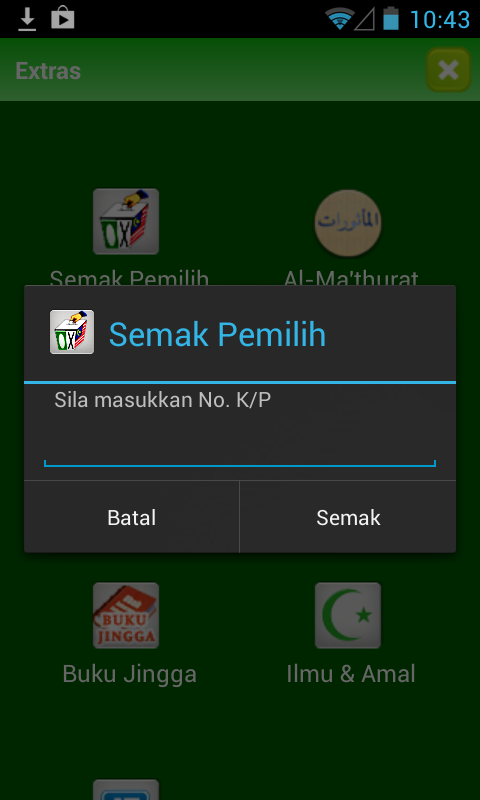 10:43
Extras
Semak Pemilih
Al-Ma'thurat
المأثورات
Semak Pemilih
Sila masukkan No. K/P
Batal
Semak
BUKU
JINGGA
Buku Jingga
Ilmu & Amal